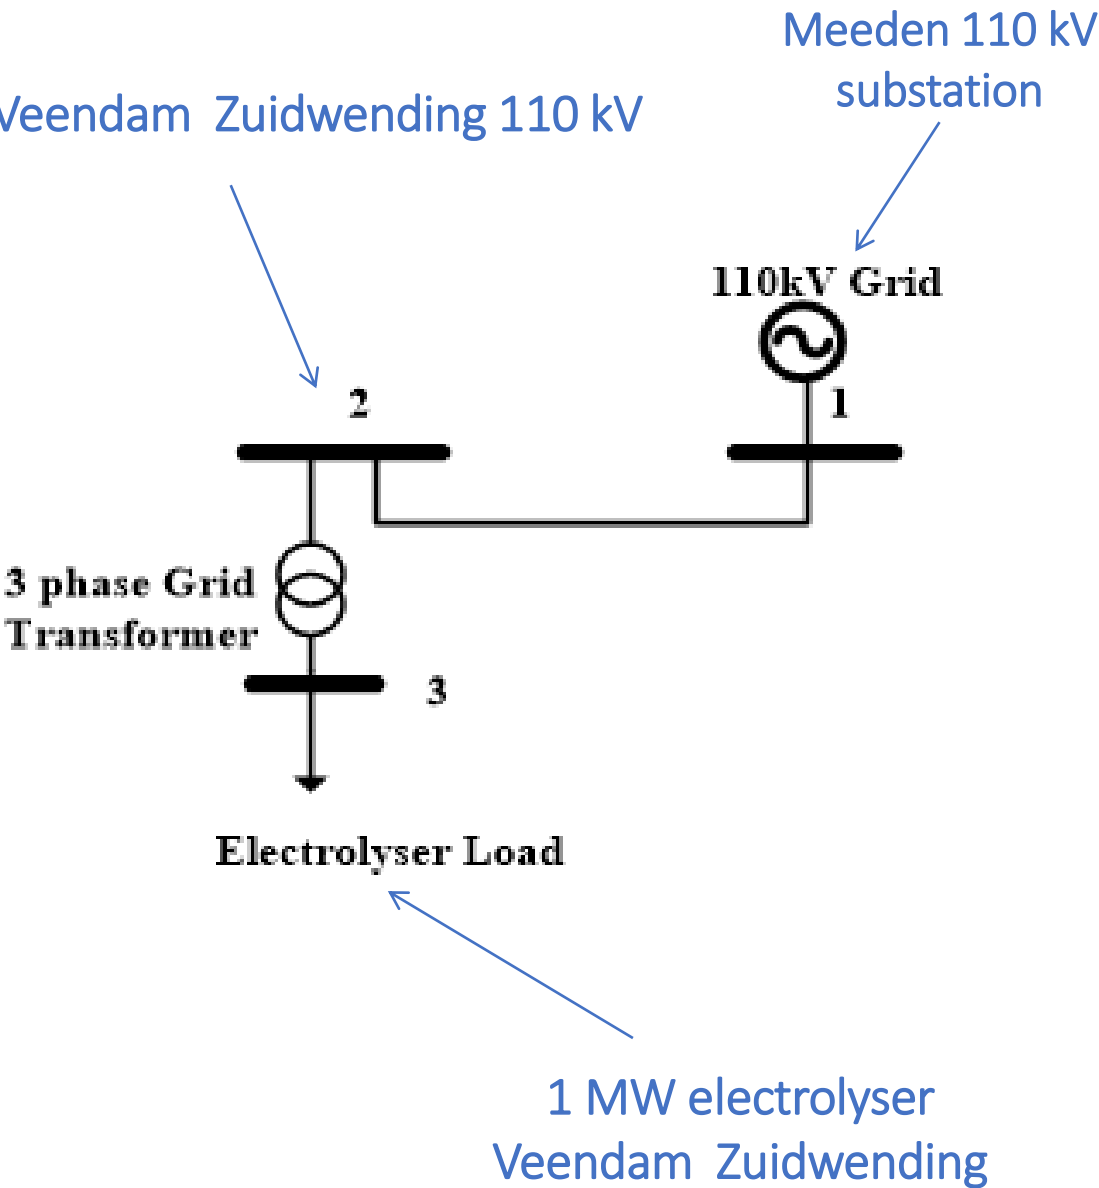 Meeden 110 kV
substation
Veendam Zuidwending 110 kV
110kV Grid
1
2
3 phase Grid
Transformer
3
Electrolyser Load
1 MW electrolyser
Veendam Zuidwending